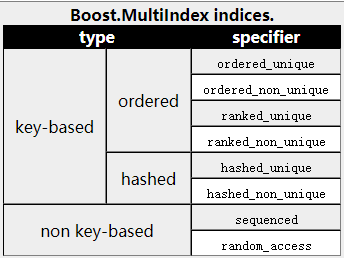 Boost.MultiIndex indices.
type specifier
key-based
ordered
ordered_unique
ordered_non_unique
ranked_unique
ranked_non_unique
hashed
hashed_unique
hashed_non_unique
non key-based
sequenced
random_access